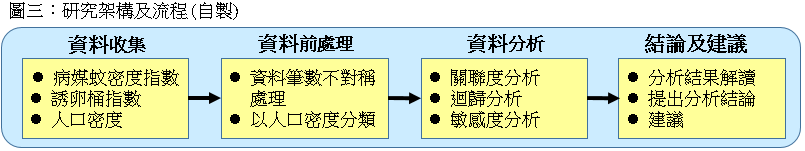 圖三：研究架構及流程(自製)
資料收集
● 病媒蚊密度指數
● 誘卵桶指數
● 人口密度
資料前處理
● 資料筆數不對稱
處理
● 以人口密度分類
資料分析
● 關聯度分析
● 迴歸分析
● 敏感度分析
結論及建議
● 分析結果解讀
● 提出分析結論
● 建議